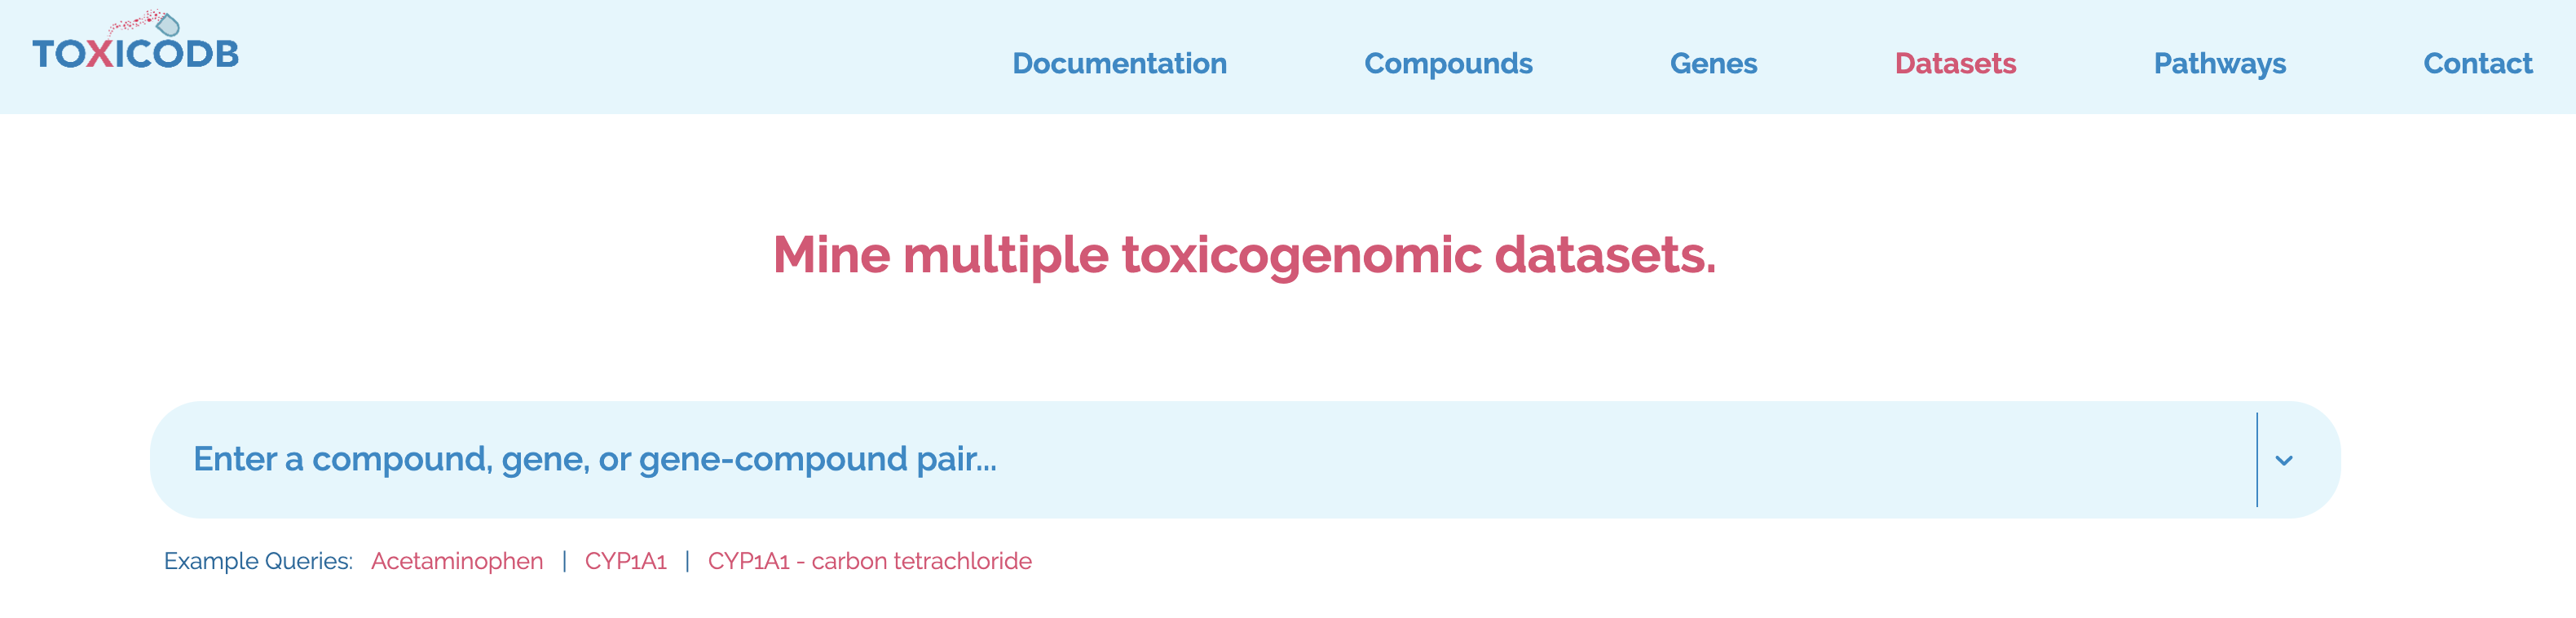 TOXICODB
Documentation Compounds Genes Datasets Pathways Contact
Mine multiple toxicogenomic datasets.
Enter a compound, gene, or gene-compound pair...
Example Queries: Acetaminophen | CYP1A1 | CYP1A1 - carbon tetrachloride